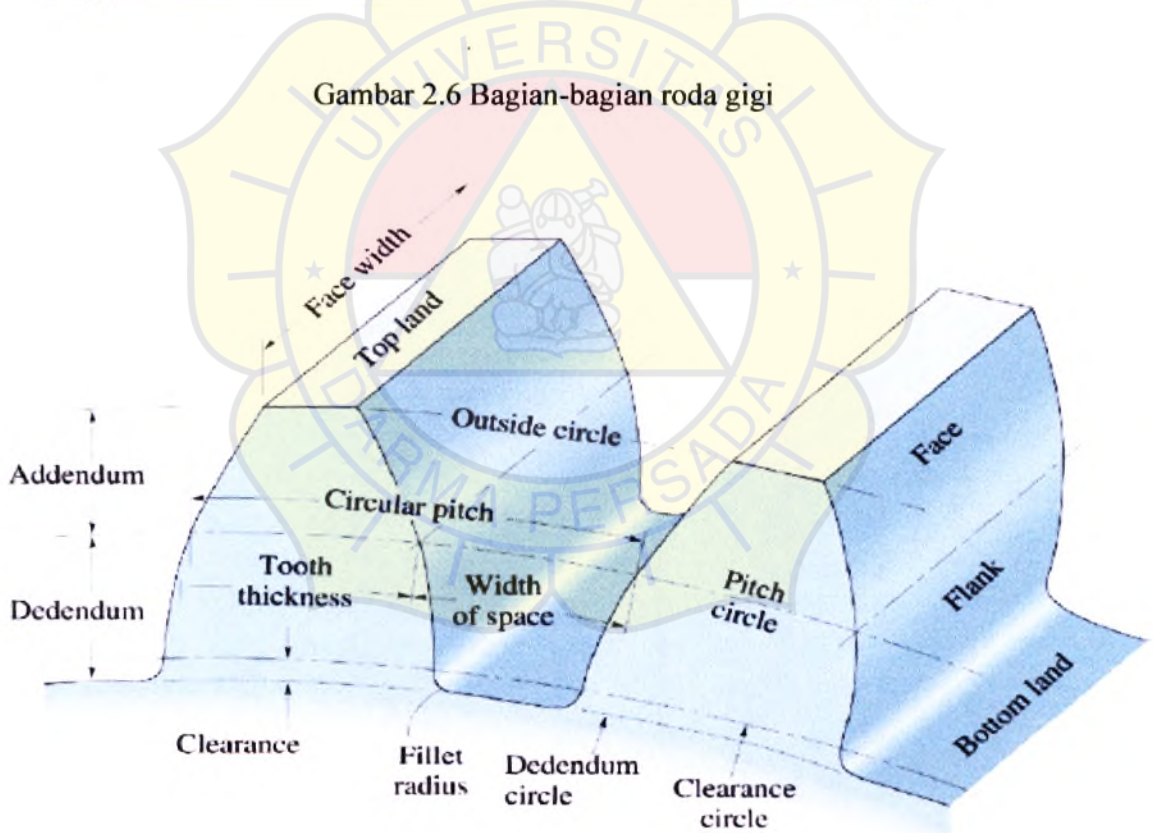 UNIVERSITAS
Gambar 2.6 Bagian-bagian roda gigi
Face width
Top land
Outside circle
Face
Addendum
Circular pitch
DARMA PERSADA
Tooth
thickness
Width
of space
Pitch
circle
Flank
Dedendum
Bottom land
Clearance
Fillet
radius
Dedendum
circle
Clearance
circle